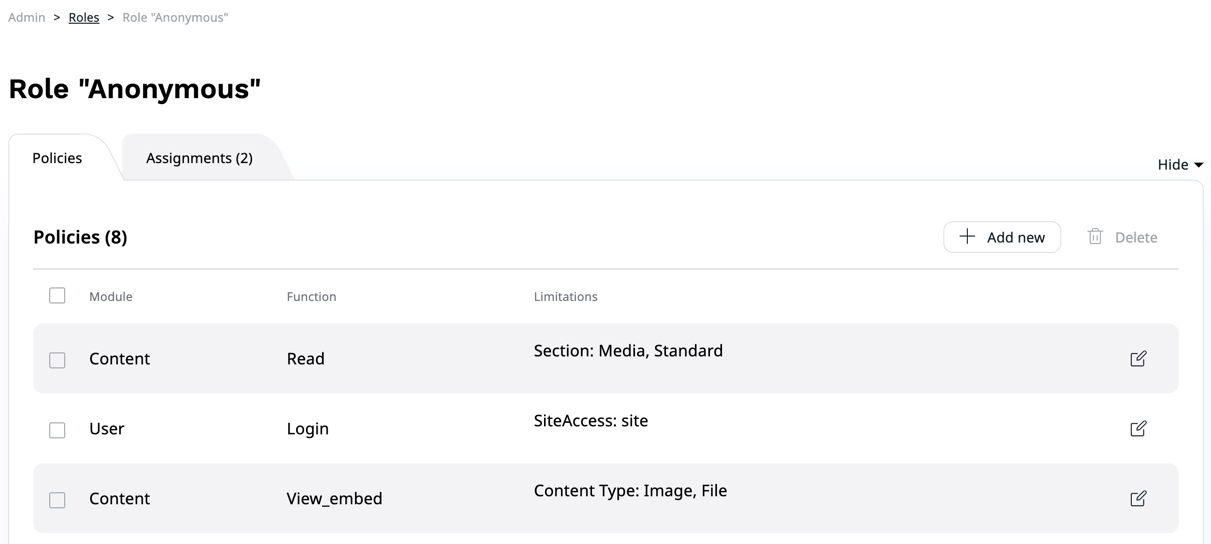 Admin > Roles > Role "Anonymous"
Role "Anonymous"
Policies Assignments (2)
Hide
Policies (8) Add new Delete
Module Function Limitations
Content Read Section: Media, Standard
User Login SiteAccess: site
Content View_embed Content Type: Image, File